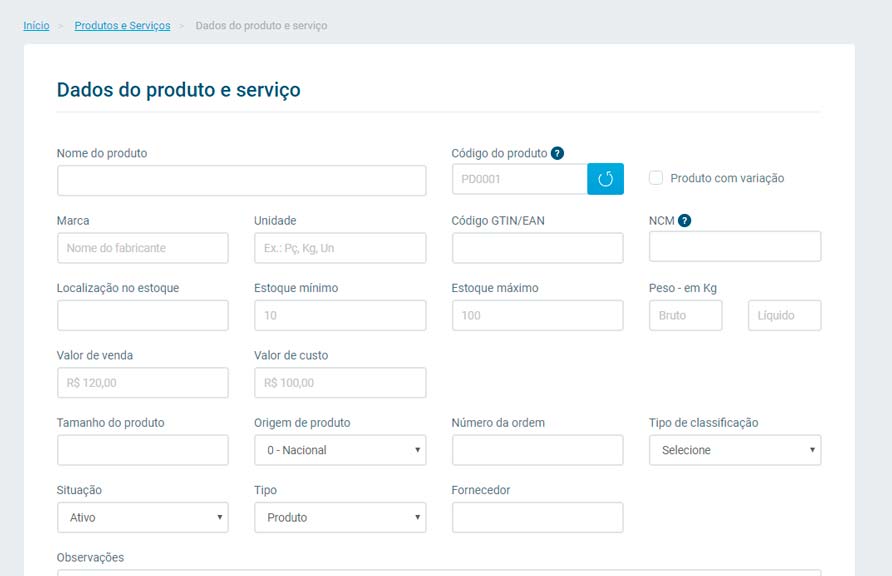 Início > Produtos e Serviços > Dados do produto e serviço
Dados do produto e serviço
Nome do produto
Código do produto ?
PD0001
Produto com variação
Marca
Unidade
Código GTIN/EAN
NCM ?
Nome do fabricante
Ex.: Pç, Kg, Un
Localização no estoque
Estoque mínimo
Estoque máximo
Peso - em Kg
10
100
Bruto
Líquido
Valor de venda
Valor de custo
R$ 120,00
R$ 100,00
Tamanho do produto
Origem de produto
Número da ordem
Tipo de classificação
0 - Nacional
Selecione
Situação
Tipo
Fornecedor
Ativo
Produto
Observações